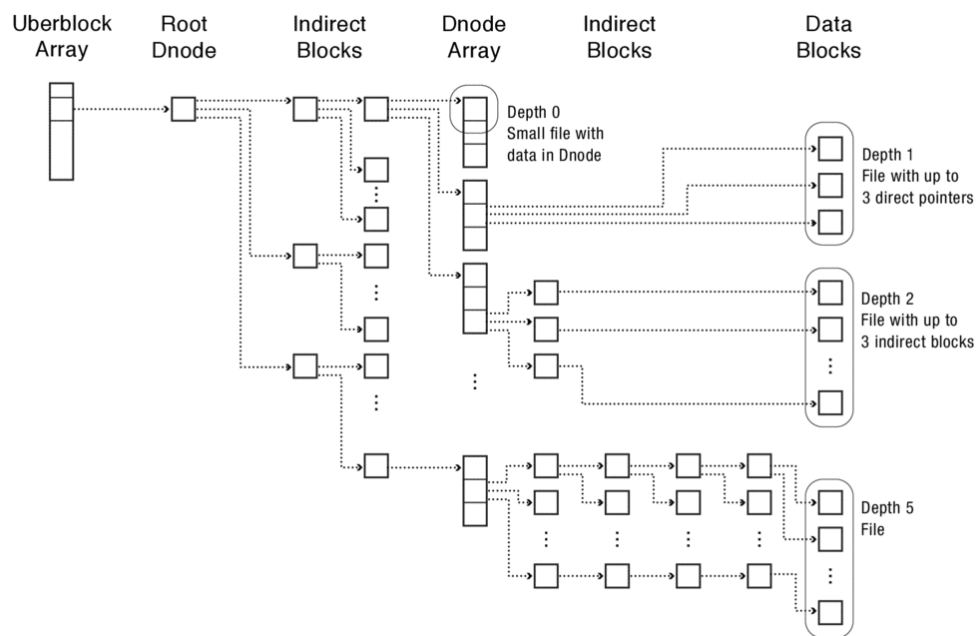 Uberblock
Array
Root
Dnode
Indirect
Blocks
Dnode
Array
Indirect
Blocks
Data
Blocks
Depth 0
Small file with
data in Dnode
Depth 1
File with up to
3 direct pointers
Depth 2
File with up to
3 indirect blocks
Depth 5
File